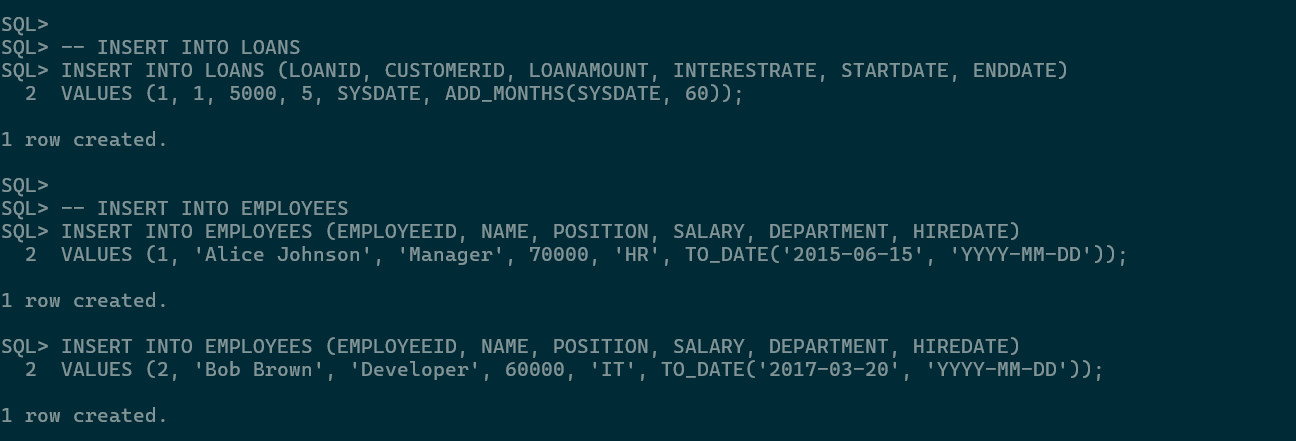 SQL>
SQL> -- INSERT INTO LOANS
SQL> INSERT INTO LOANS (LOANID, CUSTOMERID, LOANAMOUNT, INTERESTRATE, STARTDATE, ENDDATE)
  2  VALUES (1, 1, 5000, 5, SYSDATE, ADD_MONTHS(SYSDATE, 60));
1 row created.
SQL>
SQL> -- INSERT INTO EMPLOYEES
SQL> INSERT INTO EMPLOYEES (EMPLOYEEID, NAME, POSITION, SALARY, DEPARTMENT, HIREDATE)
  2  VALUES (1, 'Alice Johnson', 'Manager', 70000, 'HR', TO_DATE('2015-06-15', 'YYYY-MM-DD'));
1 row created.
SQL> INSERT INTO EMPLOYEES (EMPLOYEEID, NAME, POSITION, SALARY, DEPARTMENT, HIREDATE)
  2  VALUES (2, 'Bob Brown', 'Developer', 60000, 'IT', TO_DATE('2017-03-20', 'YYYY-MM-DD'));
1 row created.